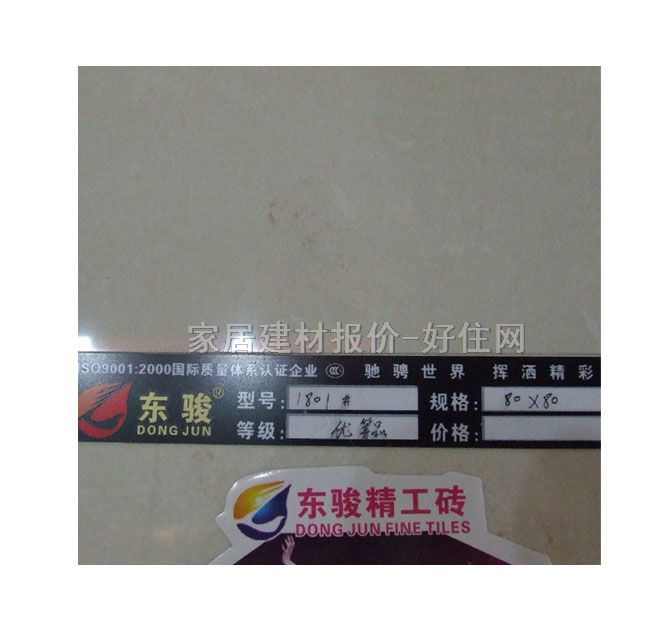 家居建材报价-好住网
ISO9001:2000国际质量体系认证企业 CCC 驰骋世界 挥洒精彩
东骏®
DONG JUN
型号: 1801# 规格: 80×80
等级: 优等品 价格:
东骏精工砖
DONG JUN FINE TILES